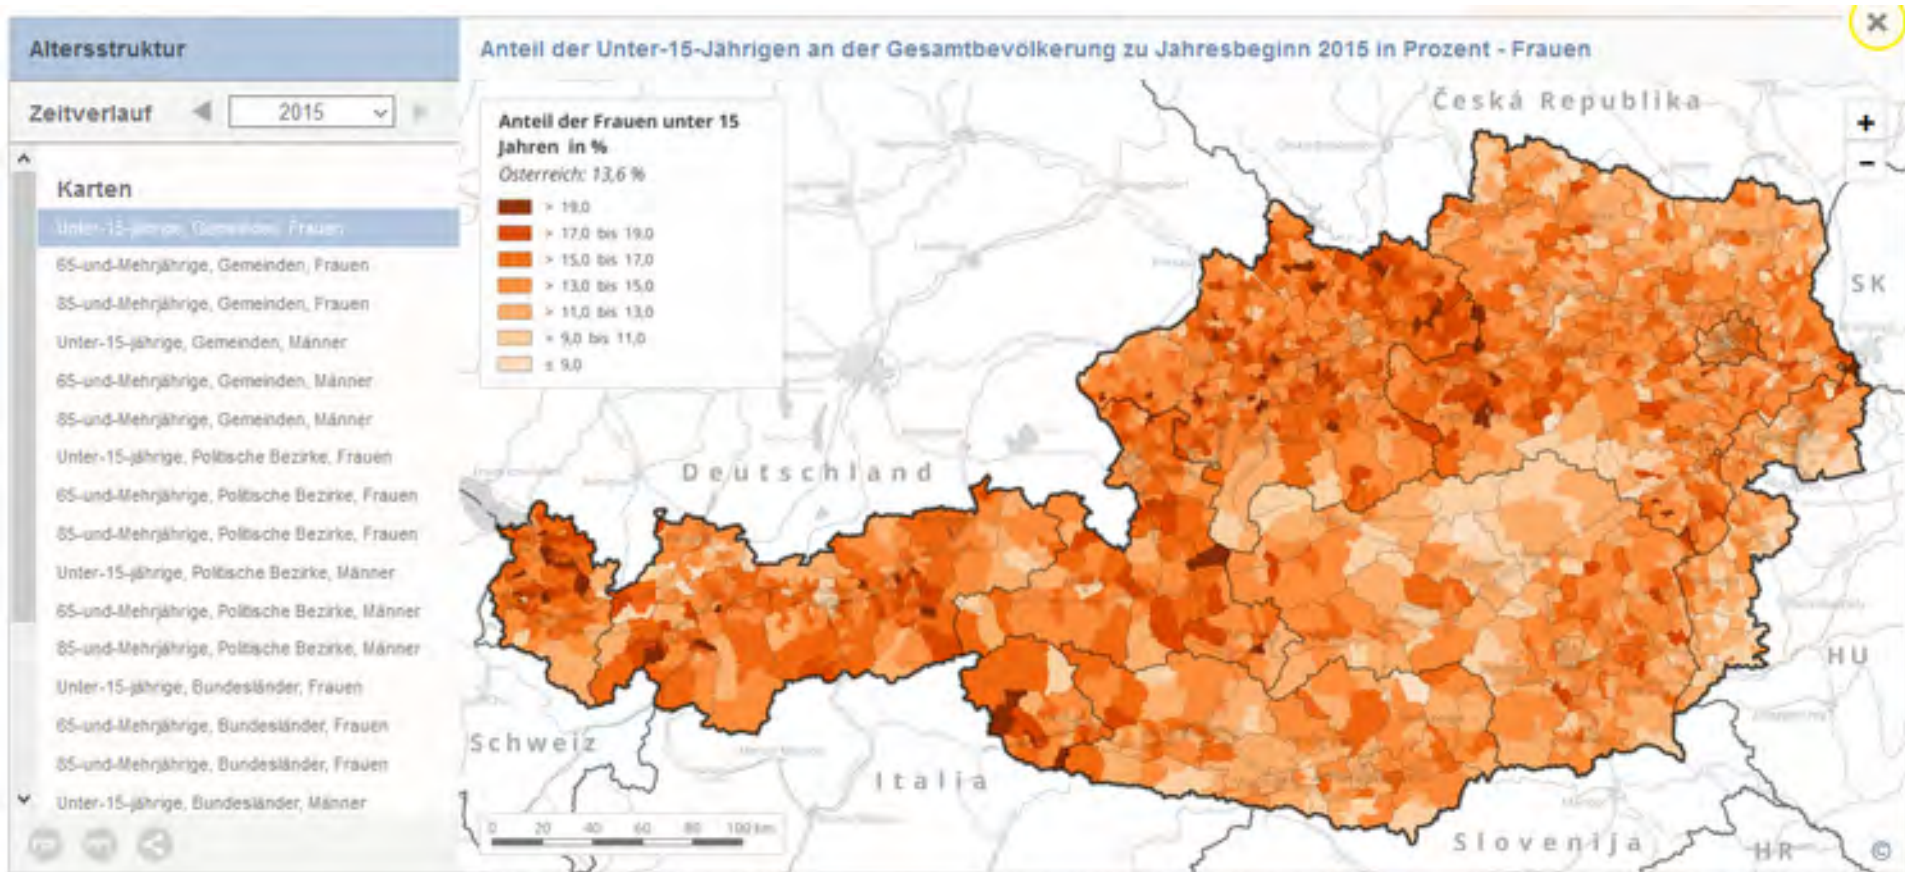 Altersstruktur
Zeitverlauf
2015
Karten
Unter-15-jährige, Gemeinden, Frauen
65-und-Mehrjährige, Gemeinden, Frauen
85-und-Mehrjährige, Gemeinden, Frauen
Unter-15-jährige, Gemeinden, Männer
65-und-Mehrjährige, Gemeinden, Männer
85-und-Mehrjährige, Gemeinden, Männer
Unter-15-jährige, Politische Bezirke, Frauen
65-und-Mehrjährige, Politische Bezirke, Frauen
85-und-Mehrjährige, Politische Bezirke, Frauen
Unter-15-jährige, Politische Bezirke, Männer
65-und-Mehrjährige, Politische Bezirke, Männer
85-und-Mehrjährige, Politische Bezirke, Männer
Unter-15-jährige, Bundesländer, Frauen
65-und-Mehrjährige, Bundesländer, Frauen
85-und-Mehrjährige, Bundesländer, Frauen
Unter-15-jährige, Bundesländer, Männer
Anteil der Unter-15-Jährigen an der Gesamtbevölkerung zu Jahresbeginn 2015 in Prozent - Frauen
Anteil der Frauen unter 15
Jahren in %
Österreich: 13,6 %
> 19,0
> 17,0 bis 19,0
> 15,0 bis 17,0
> 13,0 bis 15,0
> 11,0 bis 13,0
> 9,0 bis 11,0
≤ 9,0
Česká Republika
SK
Deutschland
HU
Schweiz
Italia
Slovenija
HR
0 20 40 60 80 100 km
+
−
©